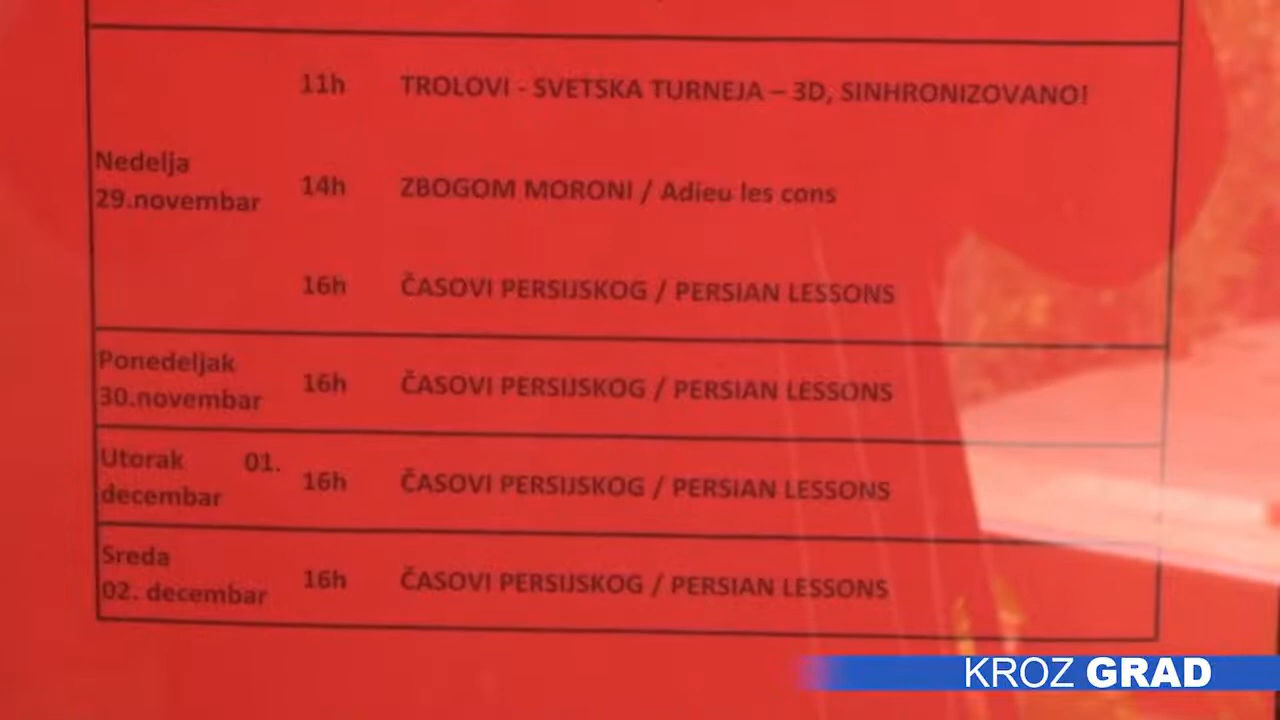 11h TROLOVI - SVETSKA TURNEJA – 3D, SINHRONIZOVANO!
Nedelja
29.novembar
14h ZBOGOM MORONI / Adieu les cons
16h ČASOVI PERSIJSKOG / PERSIAN LESSONS
Ponedeljak
30.novembar
16h ČASOVI PERSIJSKOG / PERSIAN LESSONS
Utorak 01.
decembar
16h ČASOVI PERSIJSKOG / PERSIAN LESSONS
Sreda
02. decembar
16h ČASOVI PERSIJSKOG / PERSIAN LESSONS
KROZ GRAD